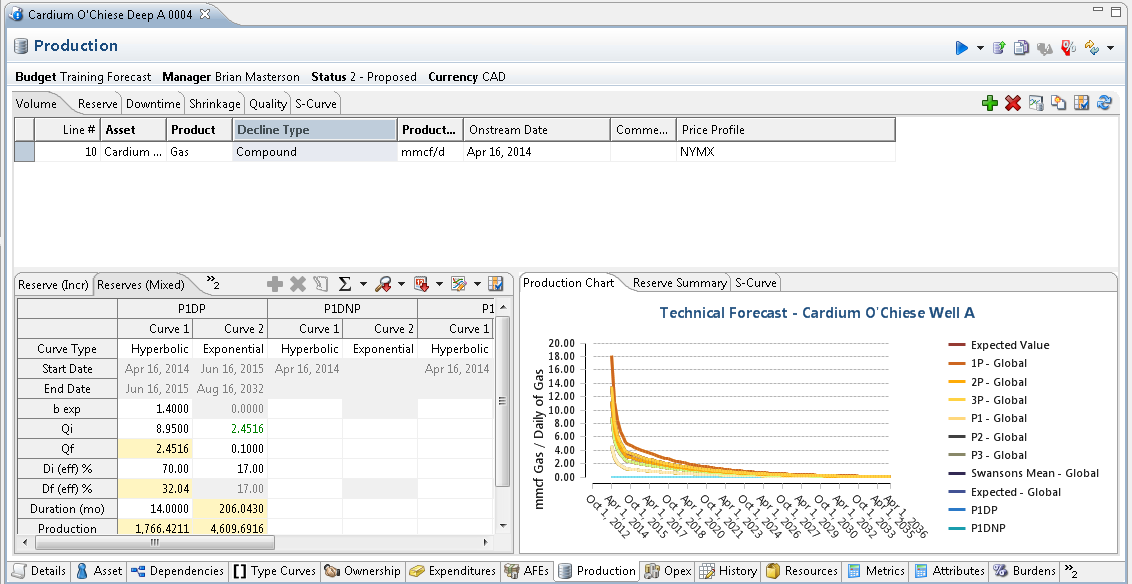 Cardium O'Chiese Deep A 0004
Production
Budget Training Forecast Manager Brian Masterson Status 2 - Proposed Currency CAD
Volume Reserve Downtime Shrinkage Quality S-Curve
Line # Asset Product Decline Type Product... Onstream Date Comme... Price Profile
10 Cardium ... Gas Compound mmcf/d Apr 16, 2014 NYMX
Reserve (Incr) Reserves (Mixed) »2
P1DP P1DNP P1
Curve 1 Curve 2 Curve 1 Curve 2 Curve 1
Curve Type Hyperbolic Exponential Hyperbolic Exponential Hyperbolic
Start Date Apr 16, 2014 Jun 16, 2015 Apr 16, 2014 Apr 16, 2014
End Date Jun 16, 2015 Aug 16, 2032
b exp 1.4000 0.0000
Qi 8.9500 2.4516
Qf 2.4516 0.1000
Di (eff) % 70.00 17.00
Df (eff) % 32.04 17.00
Duration (mo) 14.0000 206.0430
Production 1,766.4211 4,609.6916
Production Chart Reserve Summary S-Curve
Technical Forecast - Cardium O'Chiese Well A
mmcf Gas / Daily of Gas
20.00
18.00
16.00
14.00
12.00
10.00
8.00
6.00
4.00
2.00
0.00
Oct 1, 2012
Apr 1, 2014
Oct 1, 2015
Apr 1, 2017
Oct 1, 2018
Apr 1, 2020
Oct 1, 2021
Apr 1, 2023
Oct 1, 2024
Apr 1, 2026
Oct 1, 2027
Apr 1, 2029
Oct 1, 2030
Apr 1, 2032
Oct 1, 2033
Apr 1, 2035
Apr 1, 2036
Expected Value
1P - Global
2P - Global
3P - Global
P1 - Global
P2 - Global
P3 - Global
Swansons Mean - Global
Expected - Global
P1DP
P1DNP
Details Asset Dependencies Type Curves Ownership Expenditures AFEs Production Opex History Resources Metrics Attributes Burdens »2